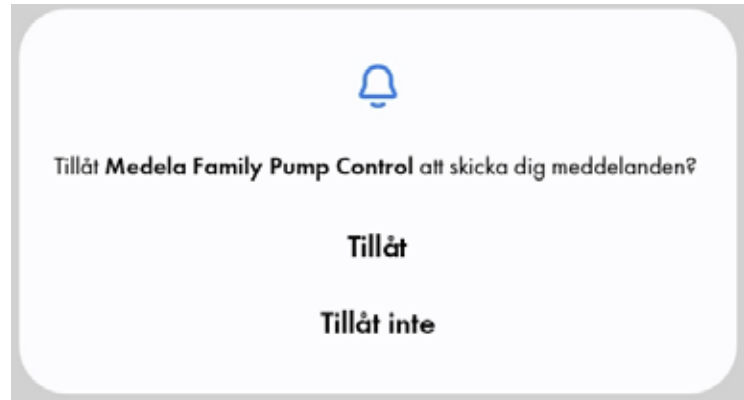 Tillåt Medela Family Pump Control att skicka dig meddelanden?
Tillåt
Tillåt inte